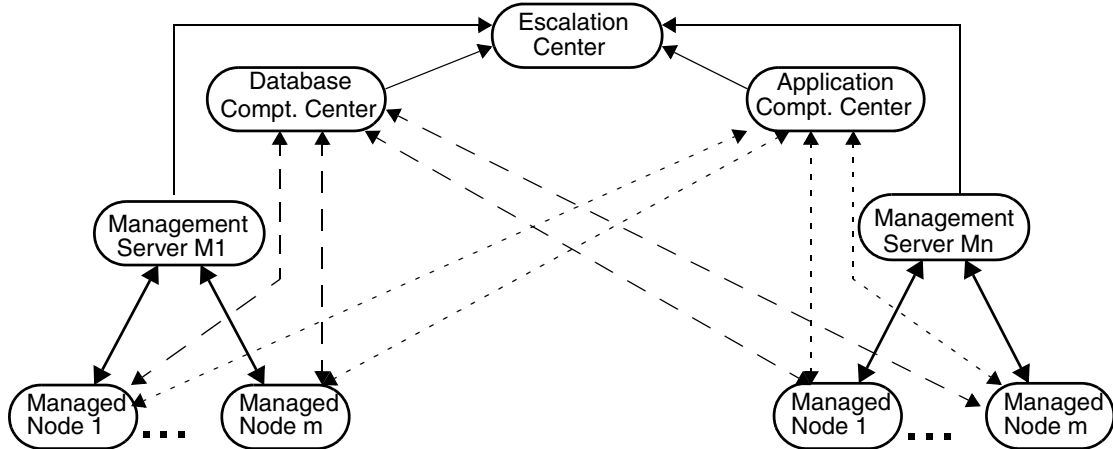 Escalation
Center
Database
Compt. Center
Application
Compt. Center
Management
Server M1
Management
Server Mn
Managed
Node 1
...
Managed
Node m
Managed
Node 1
...
Managed
Node m